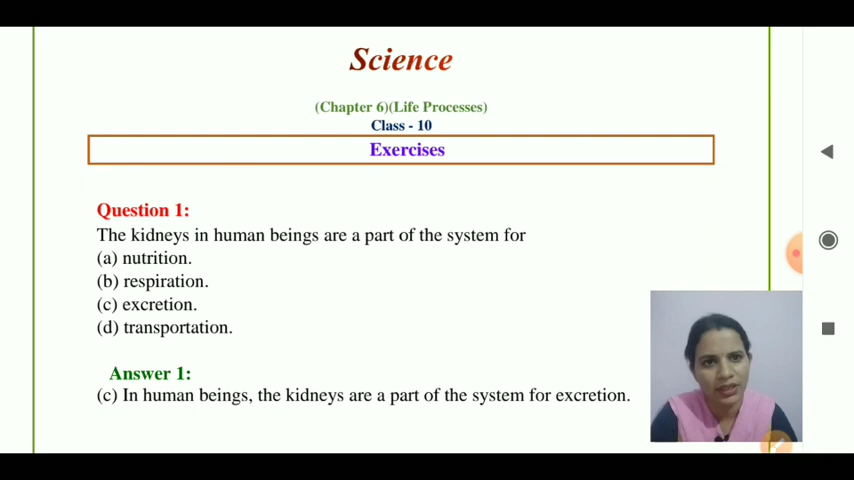 Science
(Chapter 6)(Life Processes)
Class - 10
Exercises
Question 1:
The kidneys in human beings are a part of the system for
(a) nutrition.
(b) respiration.
(c) excretion.
(d) transportation.
Answer 1:
(c) In human beings, the kidneys are a part of the system for excretion.